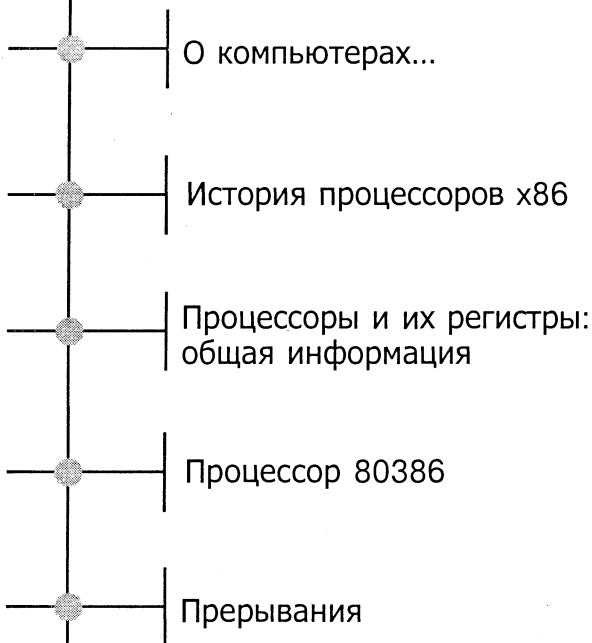 О компьютерах...
История процессоров x86
Процессоры и их регистры:
общая информация
Процессор 80386
Прерывания